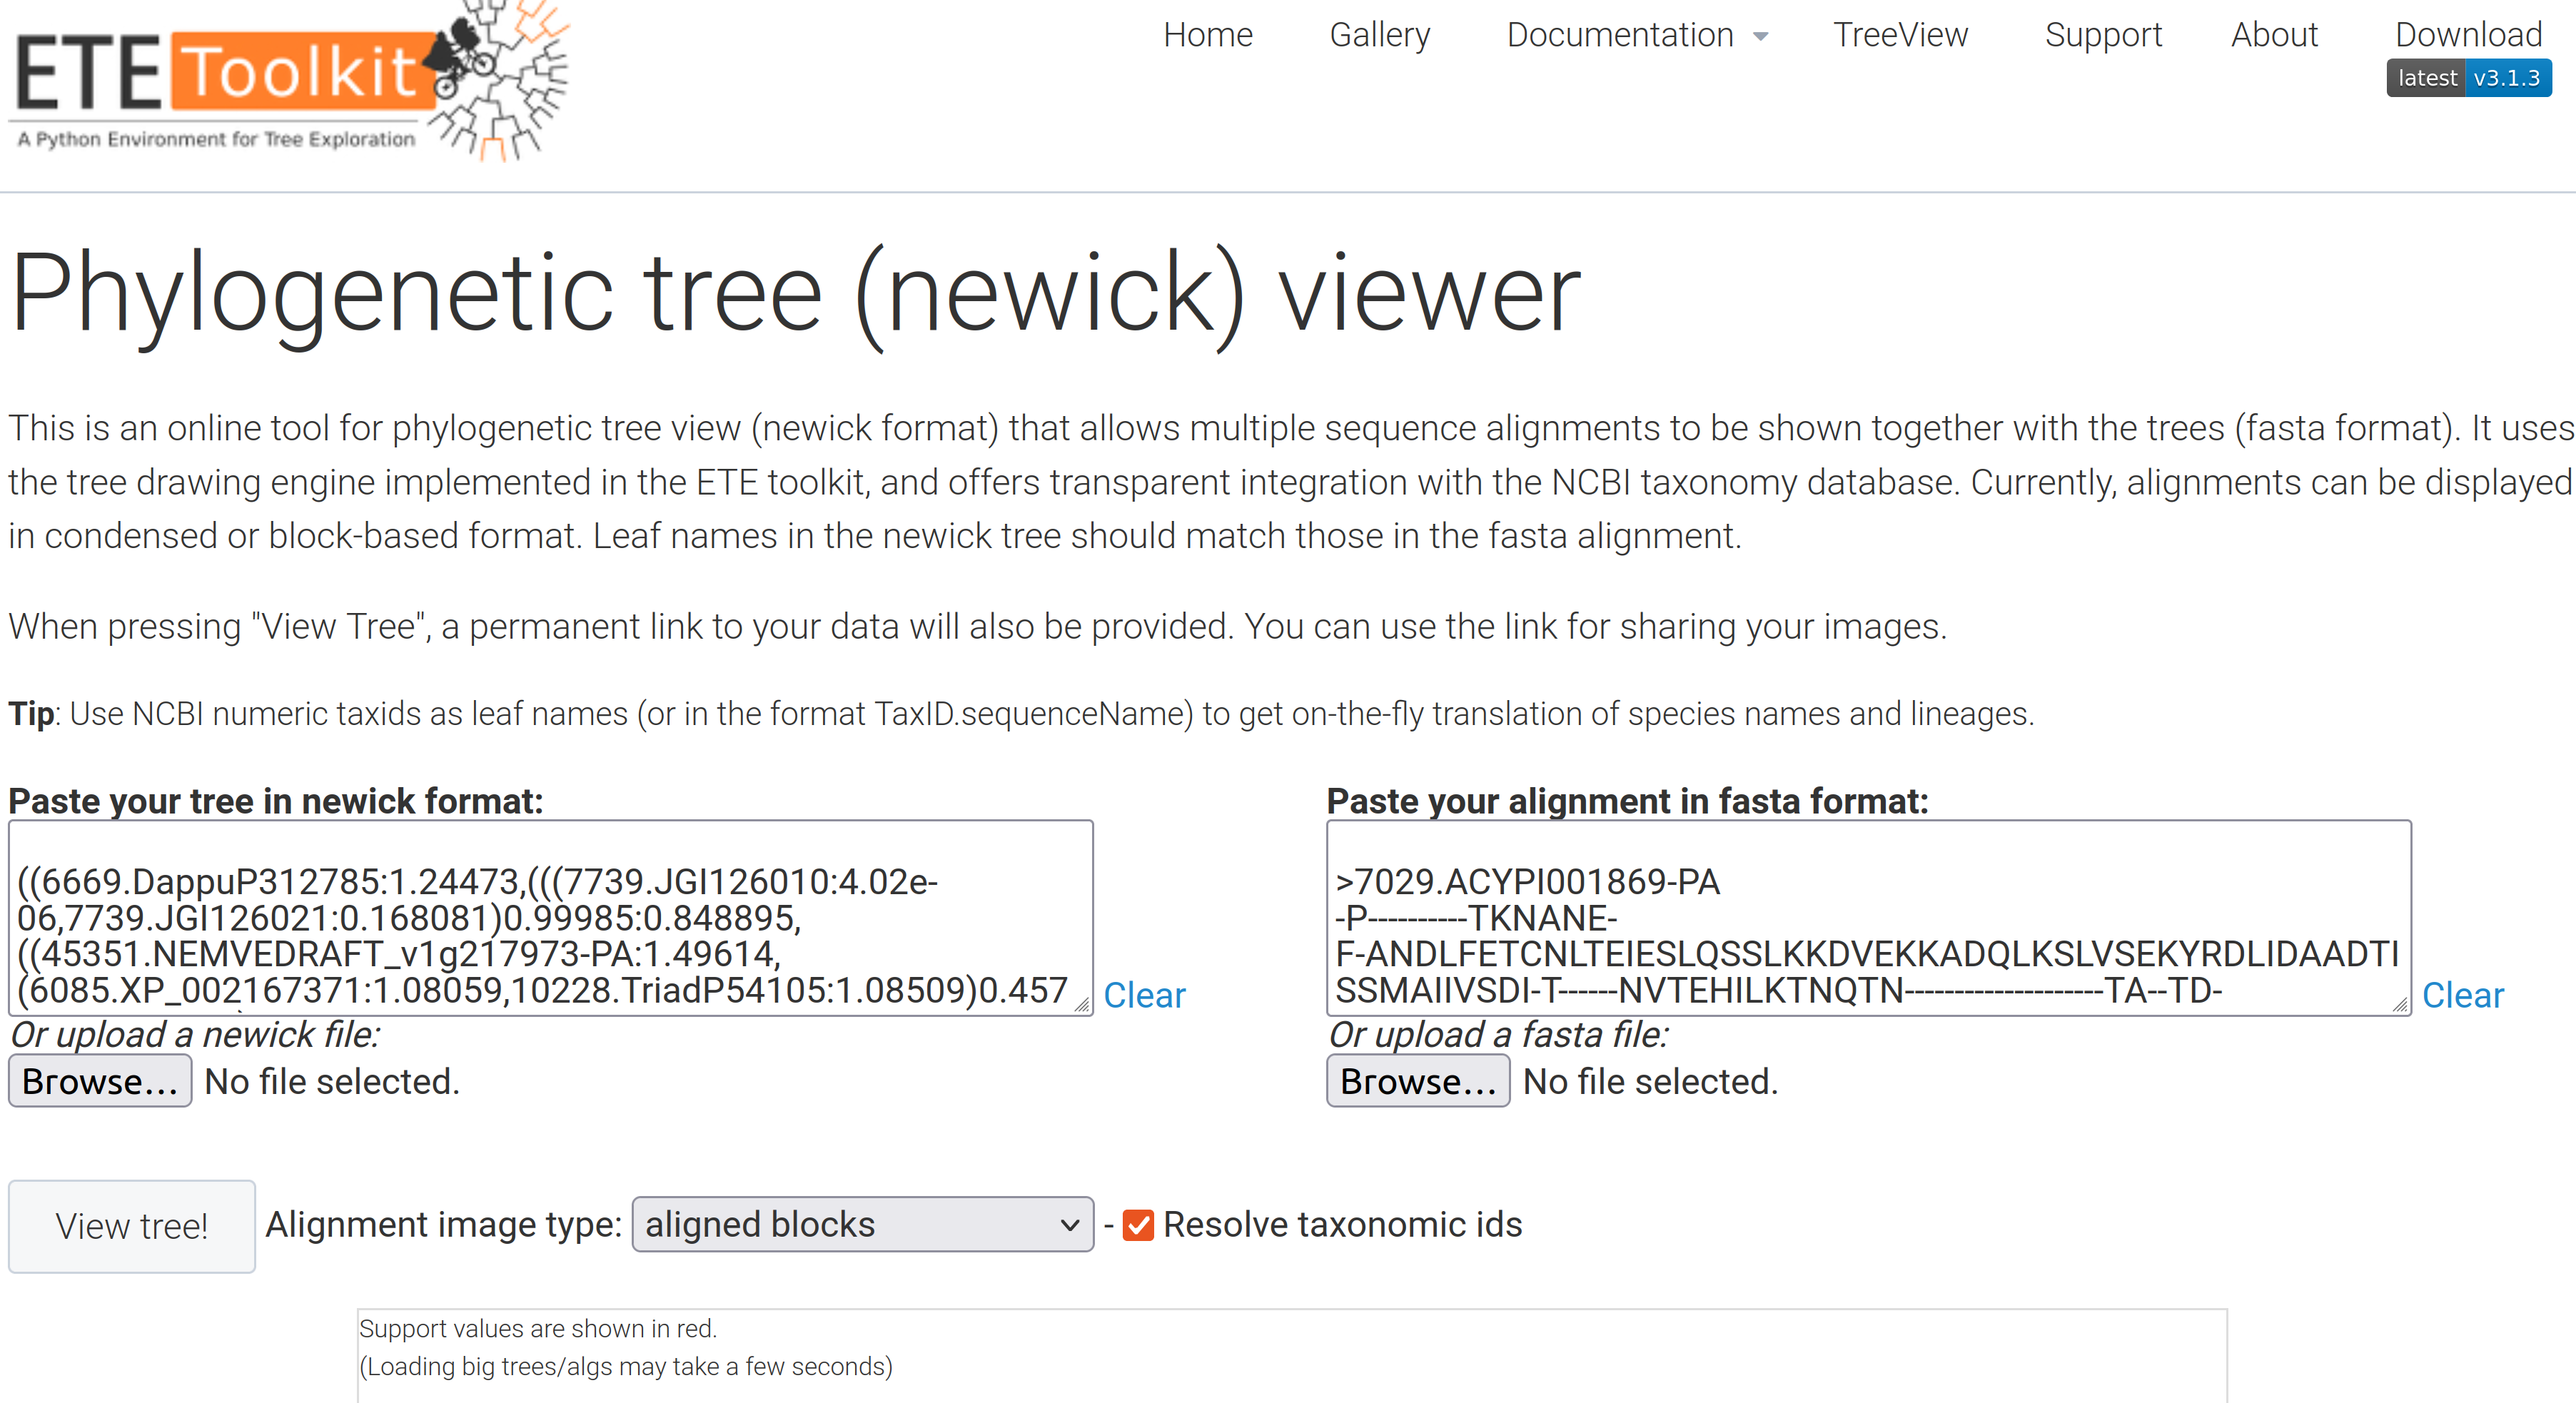 ETE Toolkit
A Python Environment for Tree Exploration
Home Gallery Documentation TreeView Support About Download
latest v3.1.3
Phylogenetic tree (newick) viewer
This is an online tool for phylogenetic tree view (newick format) that allows multiple sequence alignments to be shown together with the trees (fasta format). It uses
the tree drawing engine implemented in the ETE toolkit, and offers transparent integration with the NCBI taxonomy database. Currently, alignments can be displayed
in condensed or block-based format. Leaf names in the newick tree should match those in the fasta alignment.
When pressing "View Tree", a permanent link to your data will also be provided. You can use the link for sharing your images.
Tip: Use NCBI numeric taxids as leaf names (or in the format TaxID.sequenceName) to get on-the-fly translation of species names and lineages.
Paste your tree in newick format:
((6669.DappuP312785:1.24473,(((7739.JGI126010:4.02e-
06,7739.JGI126021:0.168081)0.99985:0.848895,
((45351.NEMVEDRAFT_v1g217973-PA:1.49614,
(6085.XP_002167371:1.08059,10228.TriadP54105:1.08509)0.457
Clear
Or upload a newick file:
Browse... No file selected.
Paste your alignment in fasta format:
>7029.ACYPI001869-PA
-P----------TKNANE-
F-ANDLFETCNLTEIESLQSSLKKDVEKKADQLKSLVSEKYRDLIDAADTI
SSMAIIVSDI-T------NVTEHILKTNQTN--------------------TA--TD-
Clear
Or upload a fasta file:
Browse... No file selected.
View tree! Alignment image type: aligned blocks - Resolve taxonomic ids
Support values are shown in red.
(Loading big trees/algs may take a few seconds)